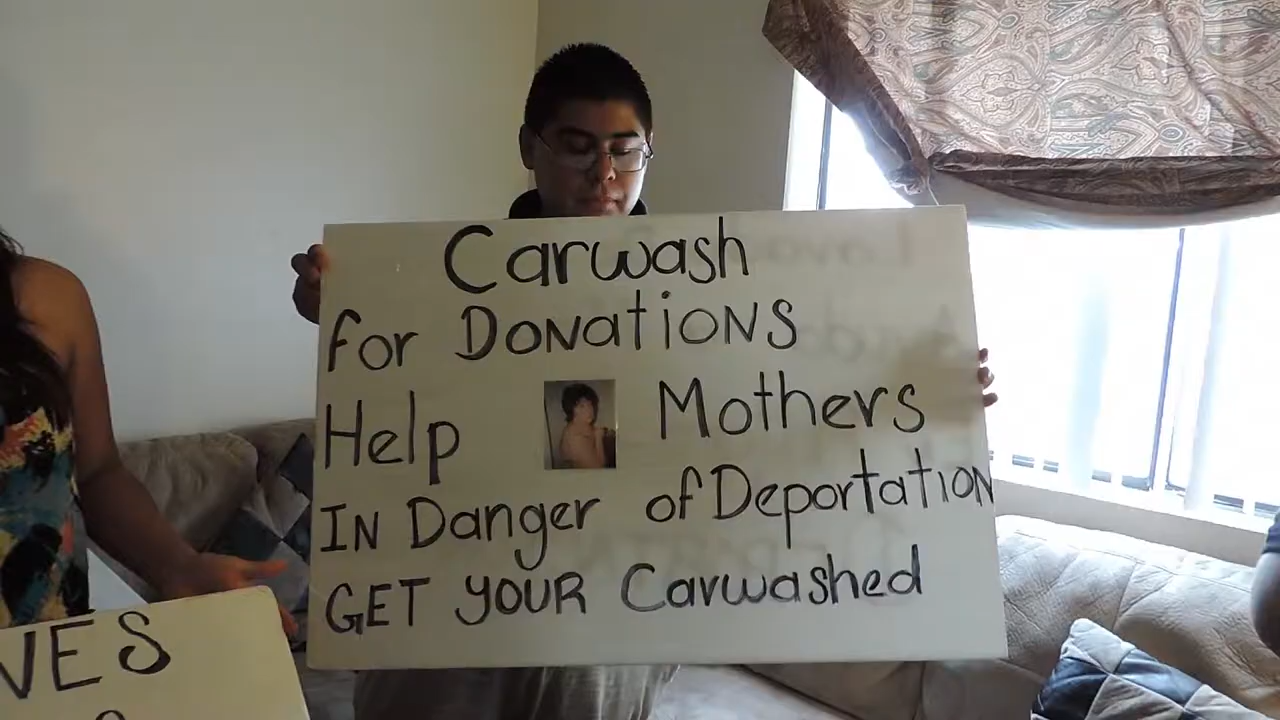 Carwash
for DONATIONS
Help Mothers
IN Danger of Deportation
GET YOUR Carwashed
VES